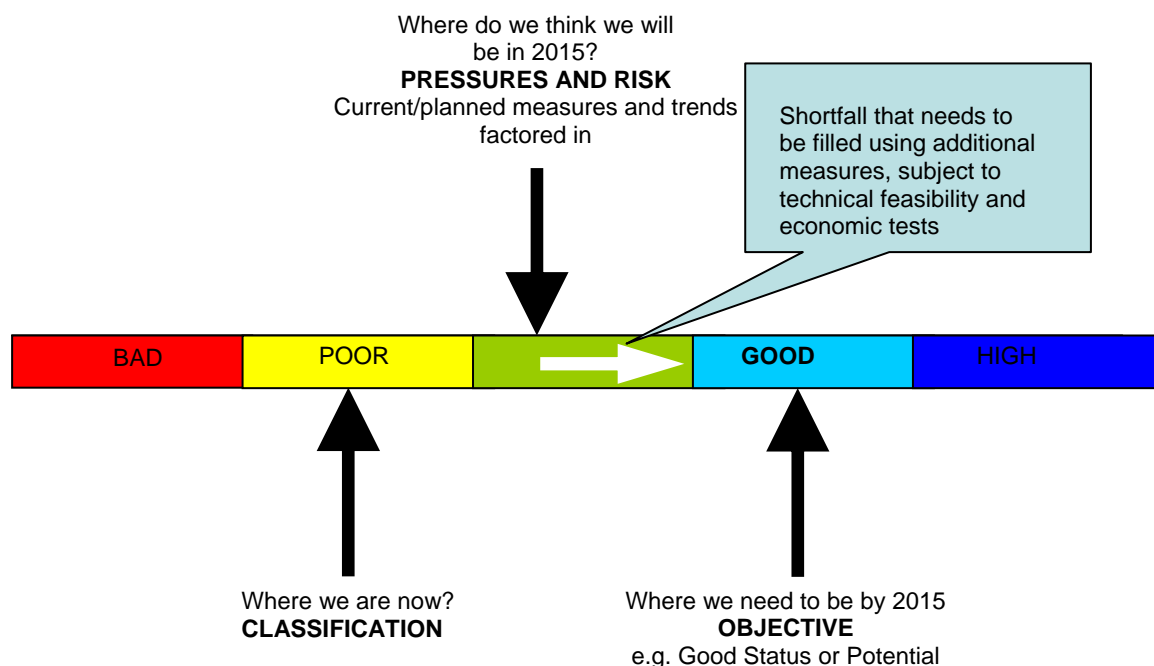 Where do we think we will
be in 2015?
PRESSURES AND RISK
Current/planned measures and trends
factored in
Shortfall that needs to
be filled using additional
measures, subject to
technical feasibility and
economic tests
BAD
POOR
GOOD
HIGH
Where we are now?
CLASSIFICATION
Where we need to be by 2015
OBJECTIVE
e.g. Good Status or Potential